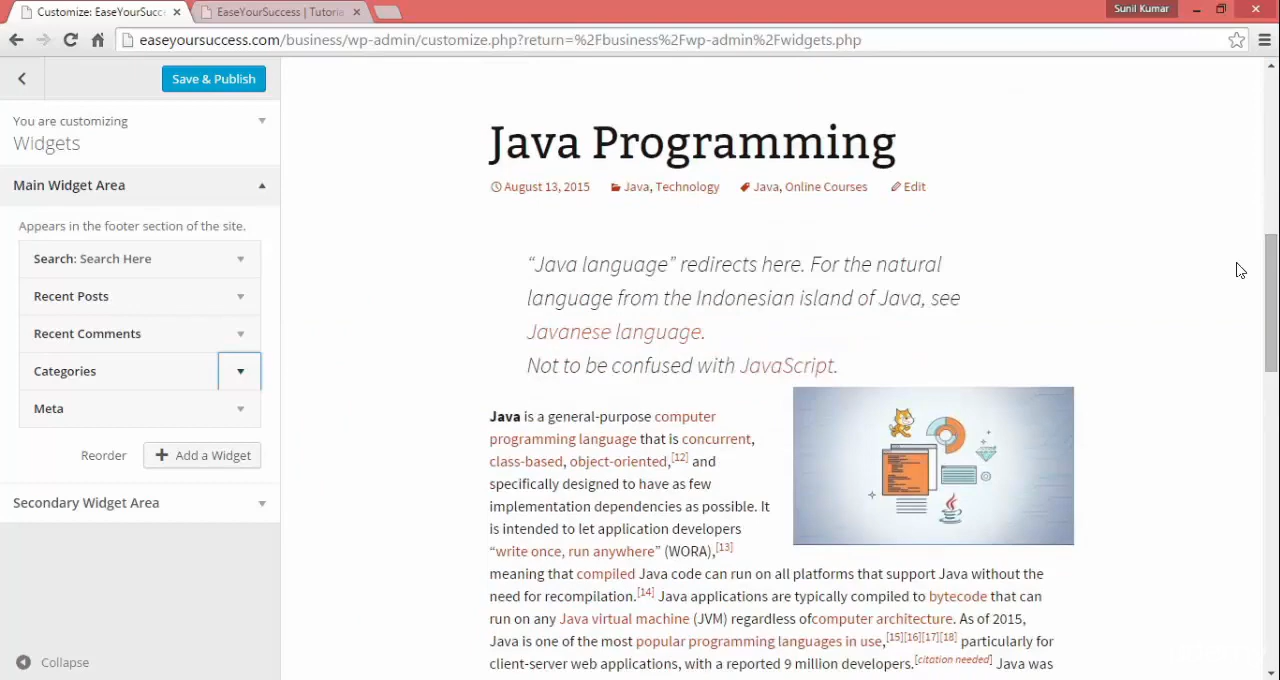 Customize: EaseYourSucc
EaseYourSuccess | Tutoria
Sunil Kumar
easeyoursuccess.com/business/wp-admin/customize.php?return=%2Fbusiness%2Fwp-admin%2Fwidgets.php
Save & Publish
You are customizing
Widgets
Main Widget Area
Appears in the footer section of the site.
Search: Search Here
Recent Posts
Recent Comments
Categories
Meta
Reorder
Add a Widget
Secondary Widget Area
Collapse
Java Programming
August 13, 2015 Java, Technology Java, Online Courses Edit
“Java language” redirects here. For the natural
language from the Indonesian island of Java, see
Javanese language.
Not to be confused with JavaScript.
Java is a general-purpose computer
programming language that is concurrent,
class-based, object-oriented,[12] and
specifically designed to have as few
implementation dependencies as possible. It
is intended to let application developers
“write once, run anywhere” (WORA),[13]
meaning that compiled Java code can run on all platforms that support Java without the
need for recompilation.[14] Java applications are typically compiled to bytecode that can
run on any Java virtual machine (JVM) regardless ofcomputer architecture. As of 2015,
Java is one of the most popular programming languages in use,[15][16][17][18] particularly for
client-server web applications, with a reported 9 million developers.[citation needed] Java was